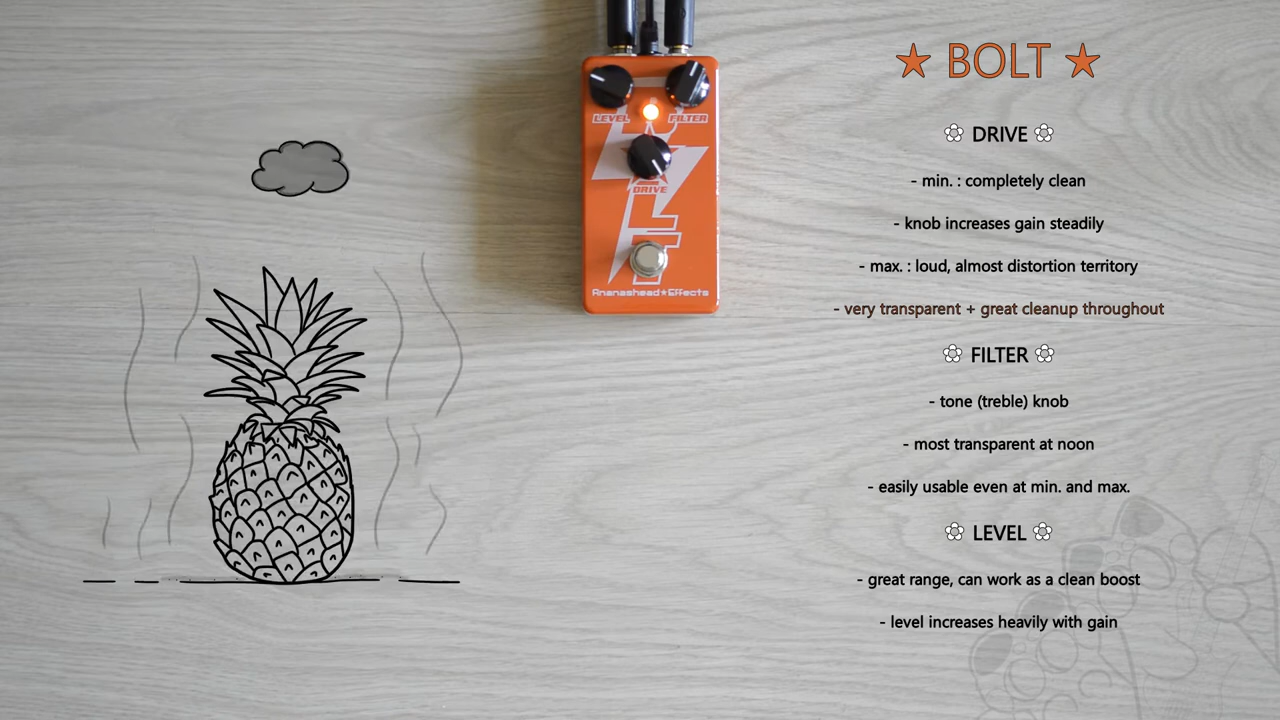 LEVEL
FILTER
DRIVE
BOLT
Ananashead★Effects
★ BOLT ★
DRIVE
- min. : completely clean
- knob increases gain steadily
- max. : loud, almost distortion territory
- very transparent + great cleanup throughout
FILTER
- tone (treble) knob
- most transparent at noon
- easily usable even at min. and max.
LEVEL
- great range, can work as a clean boost
- level increases heavily with gain